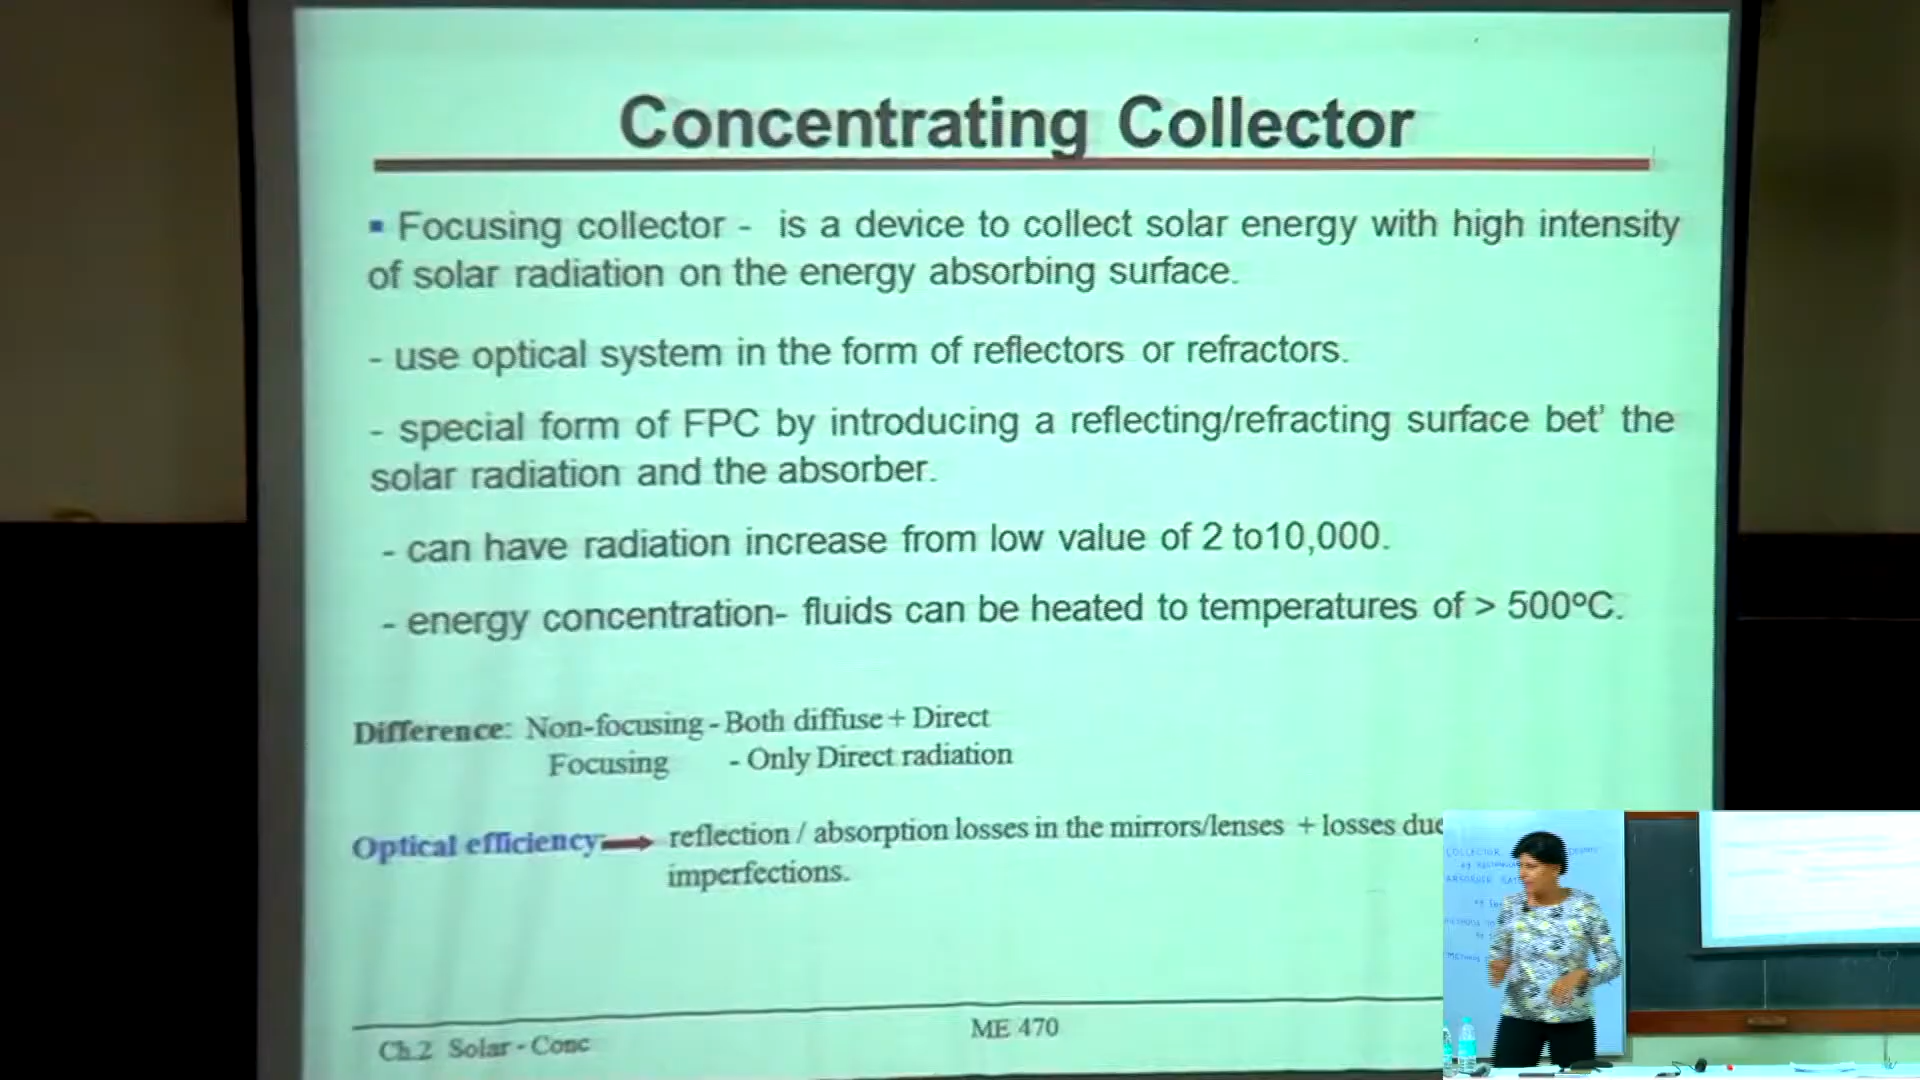 Concentrating Collector
▪ Focusing collector - is a device to collect solar energy with high intensity
of solar radiation on the energy absorbing surface.
- use optical system in the form of reflectors or refractors.
- special form of FPC by introducing a reflecting/refracting surface bet' the
solar radiation and the absorber.
- can have radiation increase from low value of 2 to10,000.
- energy concentration- fluids can be heated to temperatures of > 500ºC.
Difference: Non-focusing - Both diffuse + Direct
Focusing - Only Direct radiation
Optical efficiency → reflection / absorption losses in the mirrors/lenses + losses due
imperfections.
Ch.2 Solar - Conc
ME 470
COLLECTOR
ABSORBER